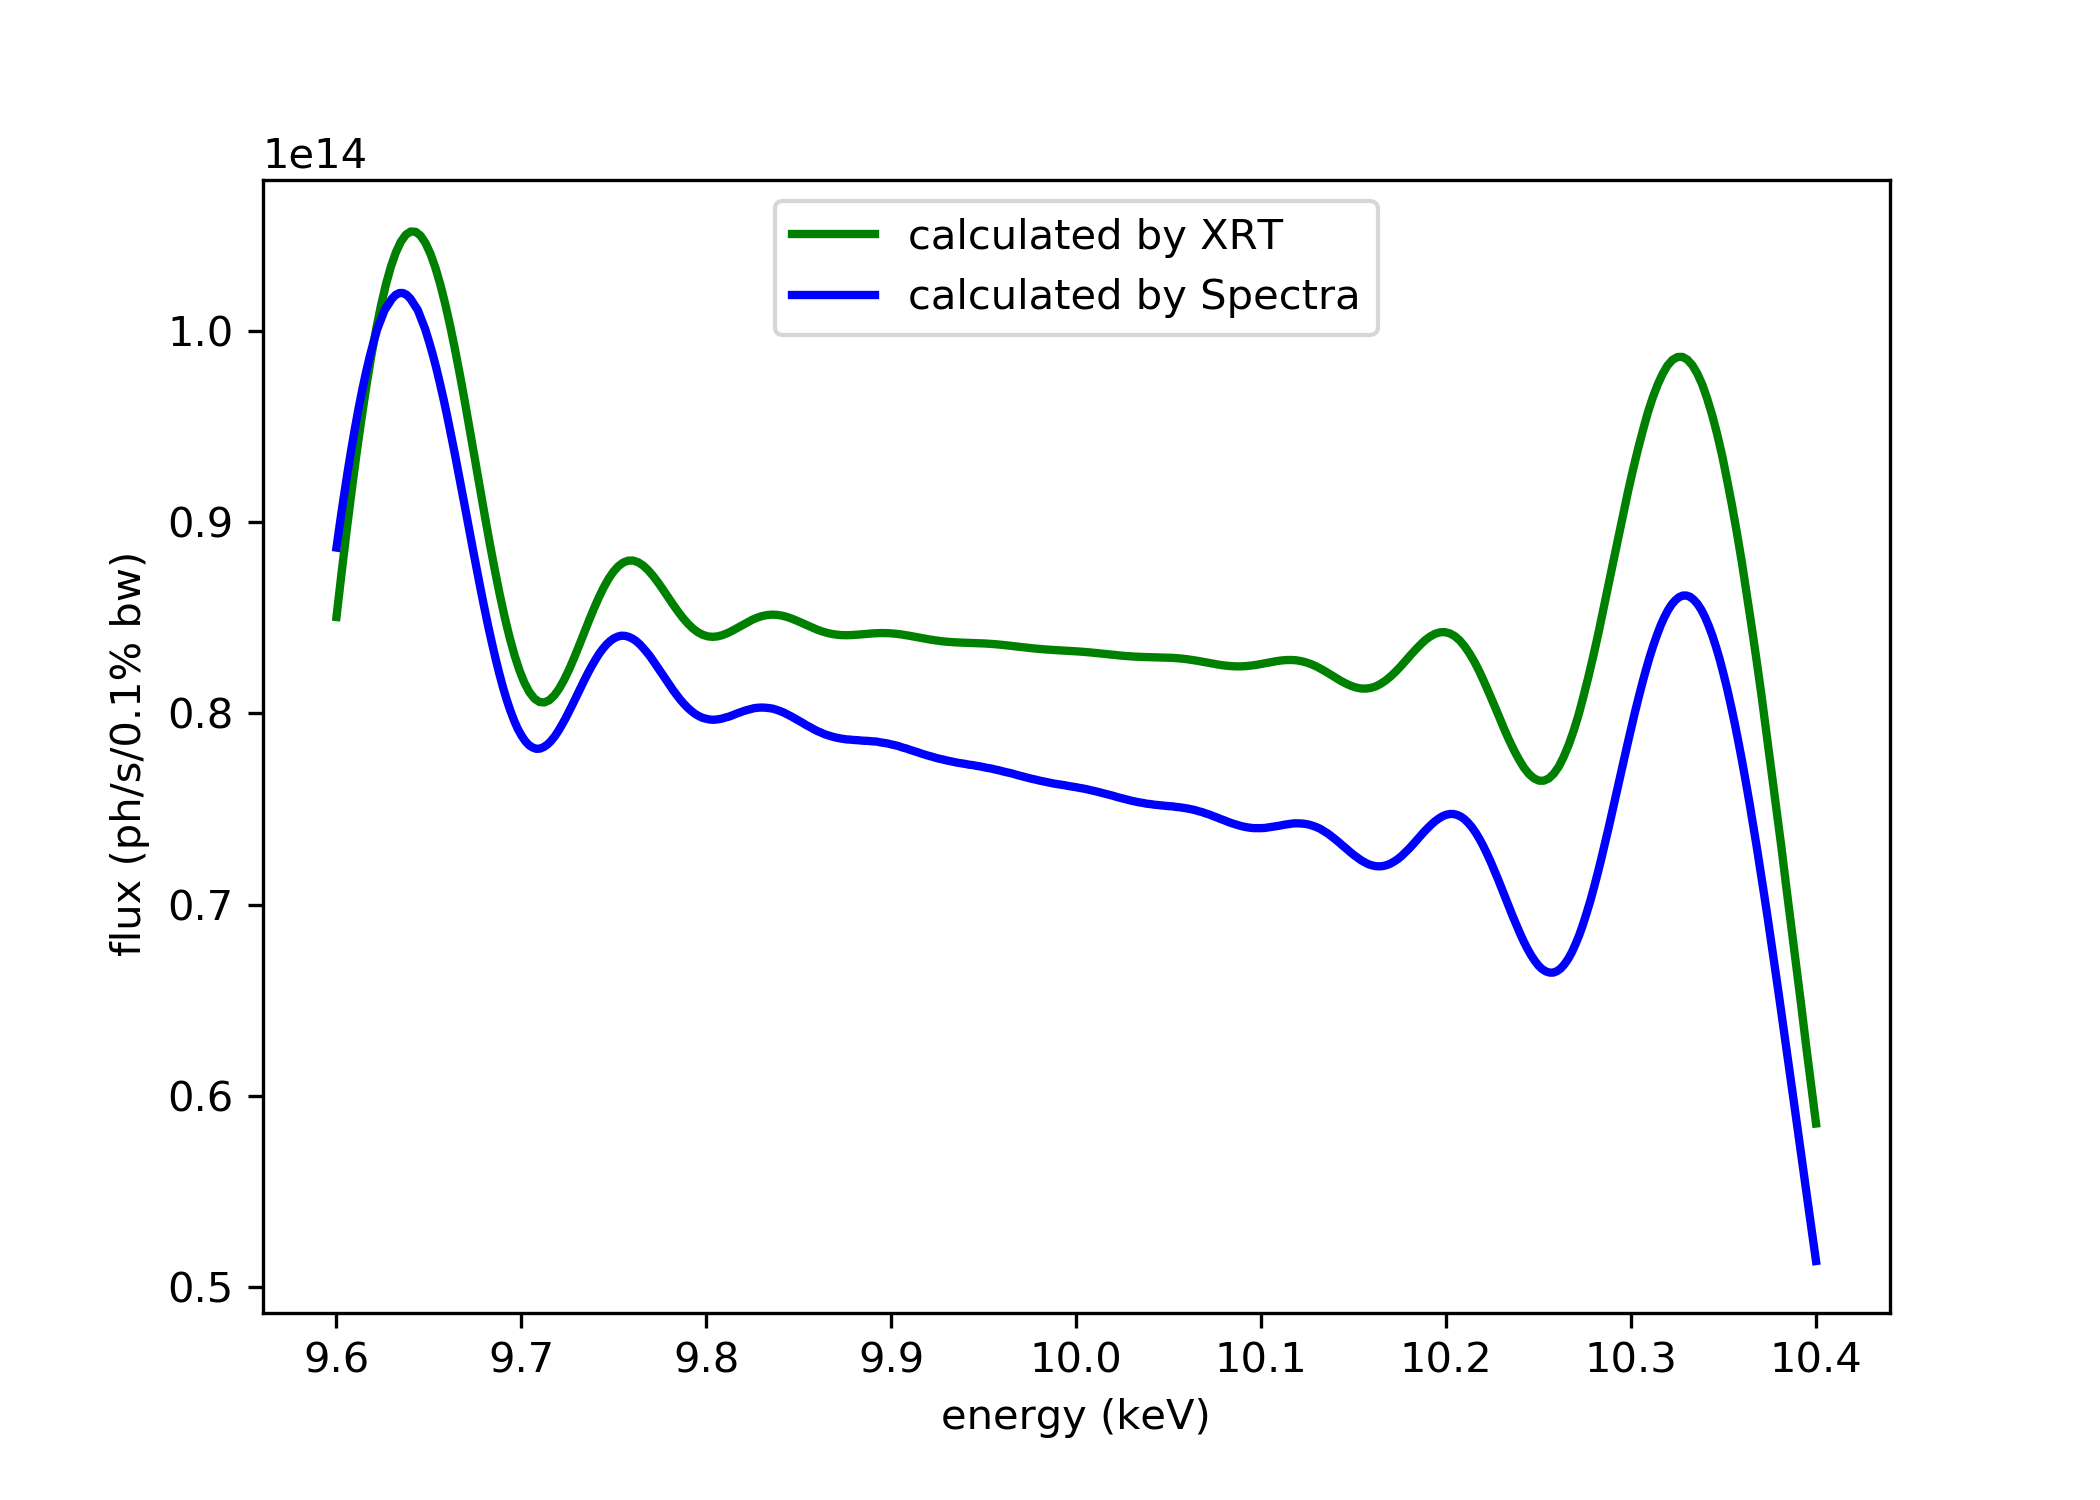 1e14
calculated by XRT
calculated by Spectra
1.0
0.9
0.8
0.7
0.6
0.5
flux (ph/s/0.1% bw)
9.6 9.7 9.8 9.9 10.0 10.1 10.2 10.3 10.4
energy (keV)